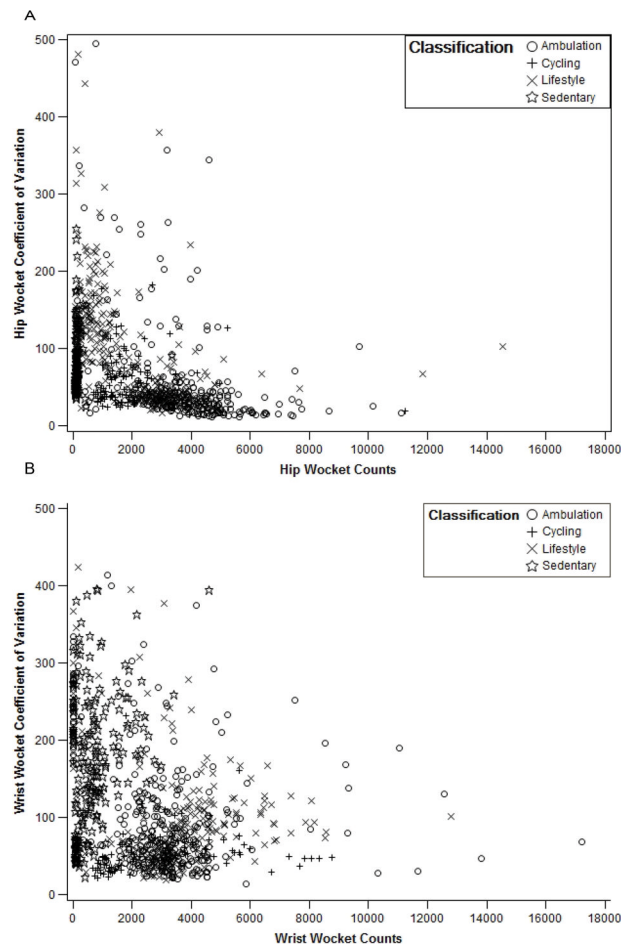 A
Classification
Ambulation
Cycling
Lifestyle
Sedentary
Hip Wocket Coefficient of Variation
500
400
300
200
100
0
0 2000 4000 6000 8000 10000 12000 14000 16000 18000
Hip Wocket Counts
B
Classification
Ambulation
Cycling
Lifestyle
Sedentary
Wrist Wocket Coefficient of Variation
500
400
300
200
100
0
0 2000 4000 6000 8000 10000 12000 14000 16000 18000
Wrist Wocket Counts